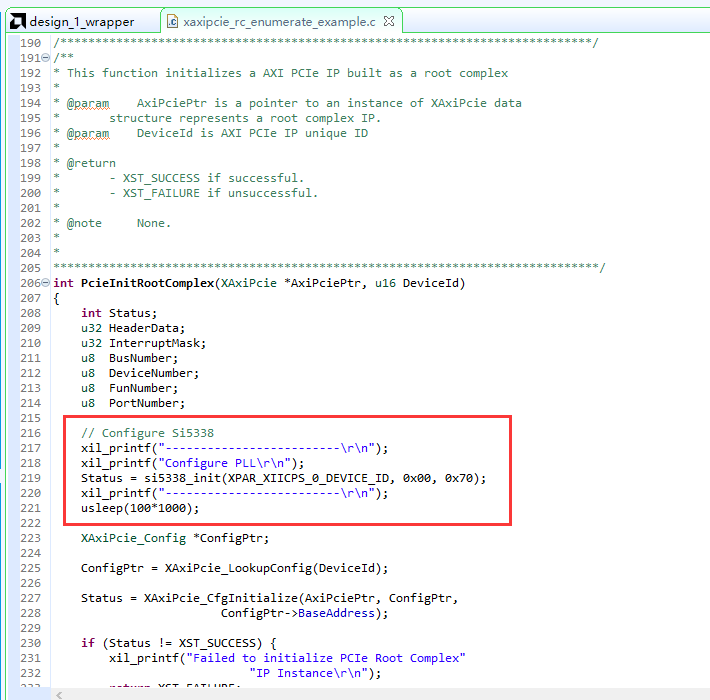 design_1_wrapper
xaxipcie_rc_enumerate_example.c
190 /****************************************************************************/
191 /**
192 * This function initializes a AXI PCIe IP built as a root complex
193 *
194 * @param    AxiPciePtr is a pointer to an instance of XAxiPcie data
195 *       structure represents a root complex IP.
196 * @param    DeviceId is AXI PCIe IP unique ID
197 *
198 * @return
199 *       - XST_SUCCESS if successful.
200 *       - XST_FAILURE if unsuccessful.
201 *
202 * @note     None.
203 *
204 *
205 ******************************************************************************/
206 int PcieInitRootComplex(XAxiPcie *AxiPciePtr, u16 DeviceId)
207 {
208     int Status;
209     u32 HeaderData;
210     u32 InterruptMask;
211     u8  BusNumber;
212     u8  DeviceNumber;
213     u8  FunNumber;
214     u8  PortNumber;
215
216     // Configure Si5338
217     xil_printf("-------------------------\r\n");
218     xil_printf("Configure PLL\r\n");
219     Status = si5338_init(XPAR_XIICPS_0_DEVICE_ID, 0x00, 0x70);
220     xil_printf("-------------------------\r\n");
221     usleep(100*1000);
222
223     XAxiPcie_Config *ConfigPtr;
224
225     ConfigPtr = XAxiPcie_LookupConfig(DeviceId);
226
227     Status = XAxiPcie_CfgInitialize(AxiPciePtr, ConfigPtr,
228                         ConfigPtr->BaseAddress);
229
230     if (Status != XST_SUCCESS) {
231         xil_printf("Failed to initialize PCIe Root Complex"
232                             "IP Instance\r\n");
233         return XST_FAILURE;